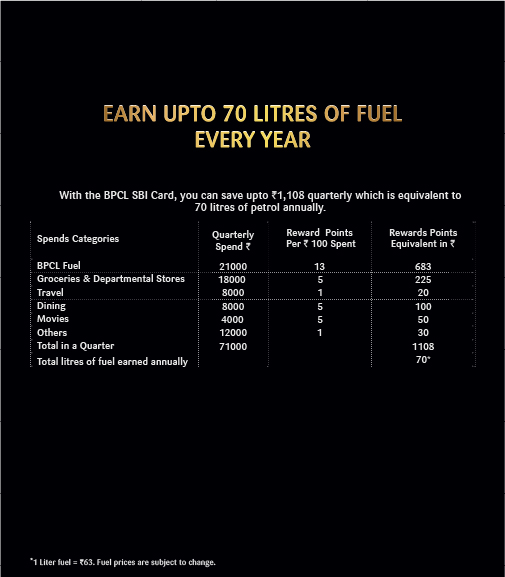 EARN UPTO 70 LITRES OF FUEL
EVERY YEAR
With the BPCL SBI Card, you can save upto ₹1,108 quarterly which is equivalent to
70 litres of petrol annually.
Spends Categories Quarterly Spend ₹ Reward Points Per ₹ 100 Spent Rewards Points Equivalent in ₹
BPCL Fuel 21000 13 683
Groceries & Departmental Stores 18000 5 225
Travel 8000 1 20
Dining 8000 5 100
Movies 4000 5 50
Others 12000 1 30
Total in a Quarter 71000 1108
Total litres of fuel earned annually 70*
*1 Liter fuel = ₹63. Fuel prices are subject to change.